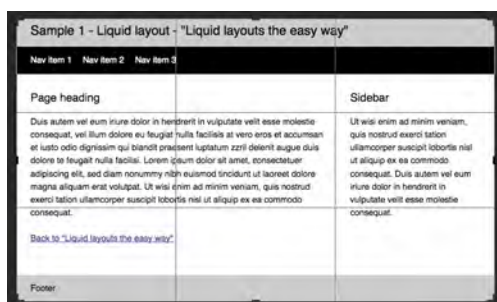 Sample 1 - Liquid layout - "Liquid layouts the easy way"
Nav item 1 Nav item 2 Nav item 3
Page heading
Duis autem vel eum iriure dolor in hendrerit in vulputate velit esse molestie
consequat, vel illum dolore eu feugiat nulla facilisis at vero eros et accumsan
et iusto odio dignissim qui blandit praesent luptatum zzril delenit augue duis
dolore te feugait nulla facilisi. Lorem ipsum dolor sit amet, consectetuer
adipiscing elit, sed diam nonummy nibh euismod tincidunt ut laoreet dolore
magna aliquam erat volutpat. Ut wisi enim ad minim veniam, quis nostrud
exerci tation ullamcorper suscipit lobortis nisl ut aliquip ex ea commodo
consequat.
Back to "Liquid layouts the easy way"
Sidebar
Ut wisi enim ad minim veniam,
quis nostrud exerci tation
ullamcorper suscipit lobortis nisl
ut aliquip ex ea commodo
consequat. Duis autem vel eum
iriure dolor in hendrerit in
vulputate velit esse molestie
consequat.
Footer